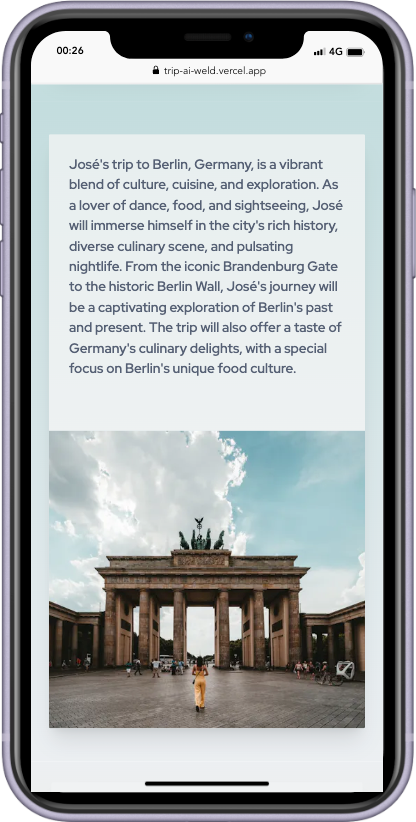 00:26
4G
trip-ai-weld.vercel.app
José's trip to Berlin, Germany, is a vibrant
blend of culture, cuisine, and exploration. As
a lover of dance, food, and sightseeing, José
will immerse himself in the city's rich history,
diverse culinary scene, and pulsating
nightlife. From the iconic Brandenburg Gate
to the historic Berlin Wall, José's journey will
be a captivating exploration of Berlin's past
and present. The trip will also offer a taste of
Germany's culinary delights, with a special
focus on Berlin's unique food culture.